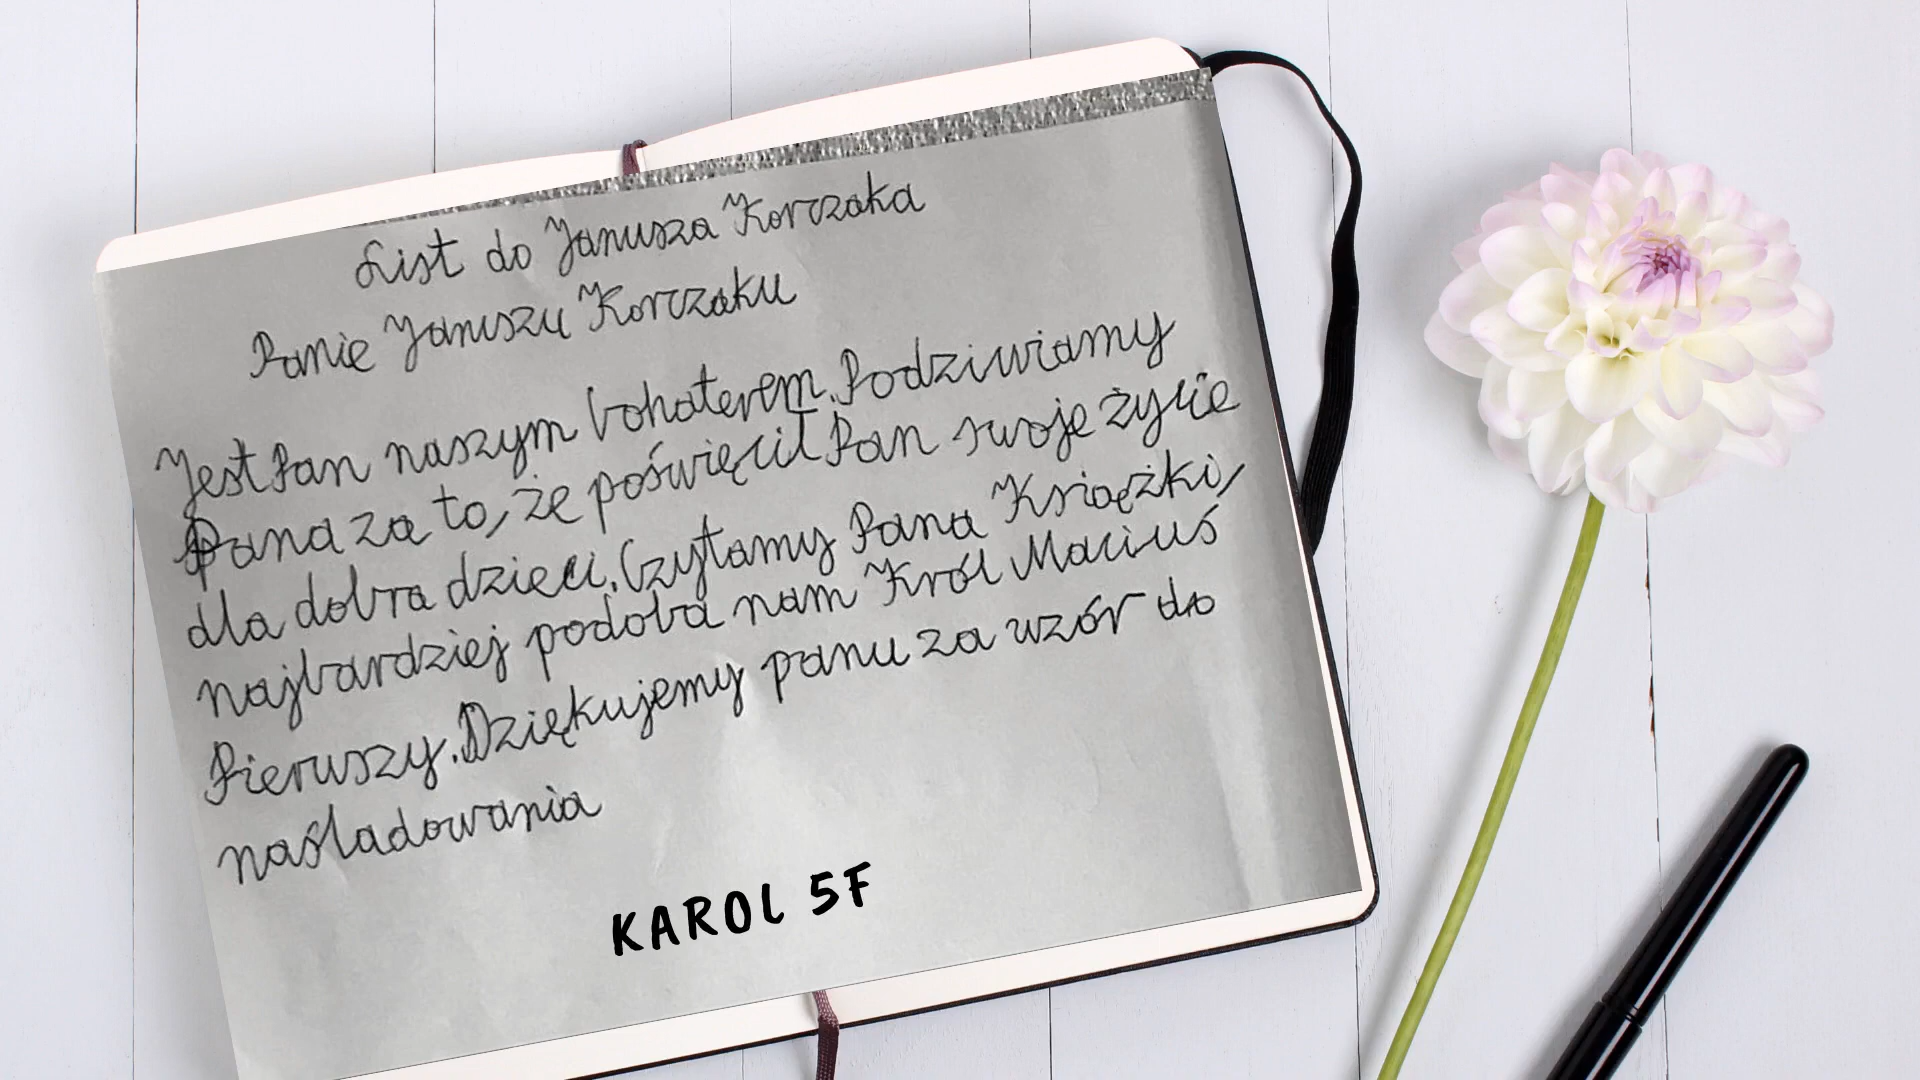 List do Janusza Korczaka
Panie Januszu Korczaku
Jest Pan naszym bohaterem. Podziwiamy
Pana za to, że poświęcił Pan swoje życie
dla dobra dzieci. Czytamy Pana Książki,
najbardziej podoba nam Król Maciuś
Pierwszy. Dziękujemy panu za wzór do
naśladowania
KAROL 5F